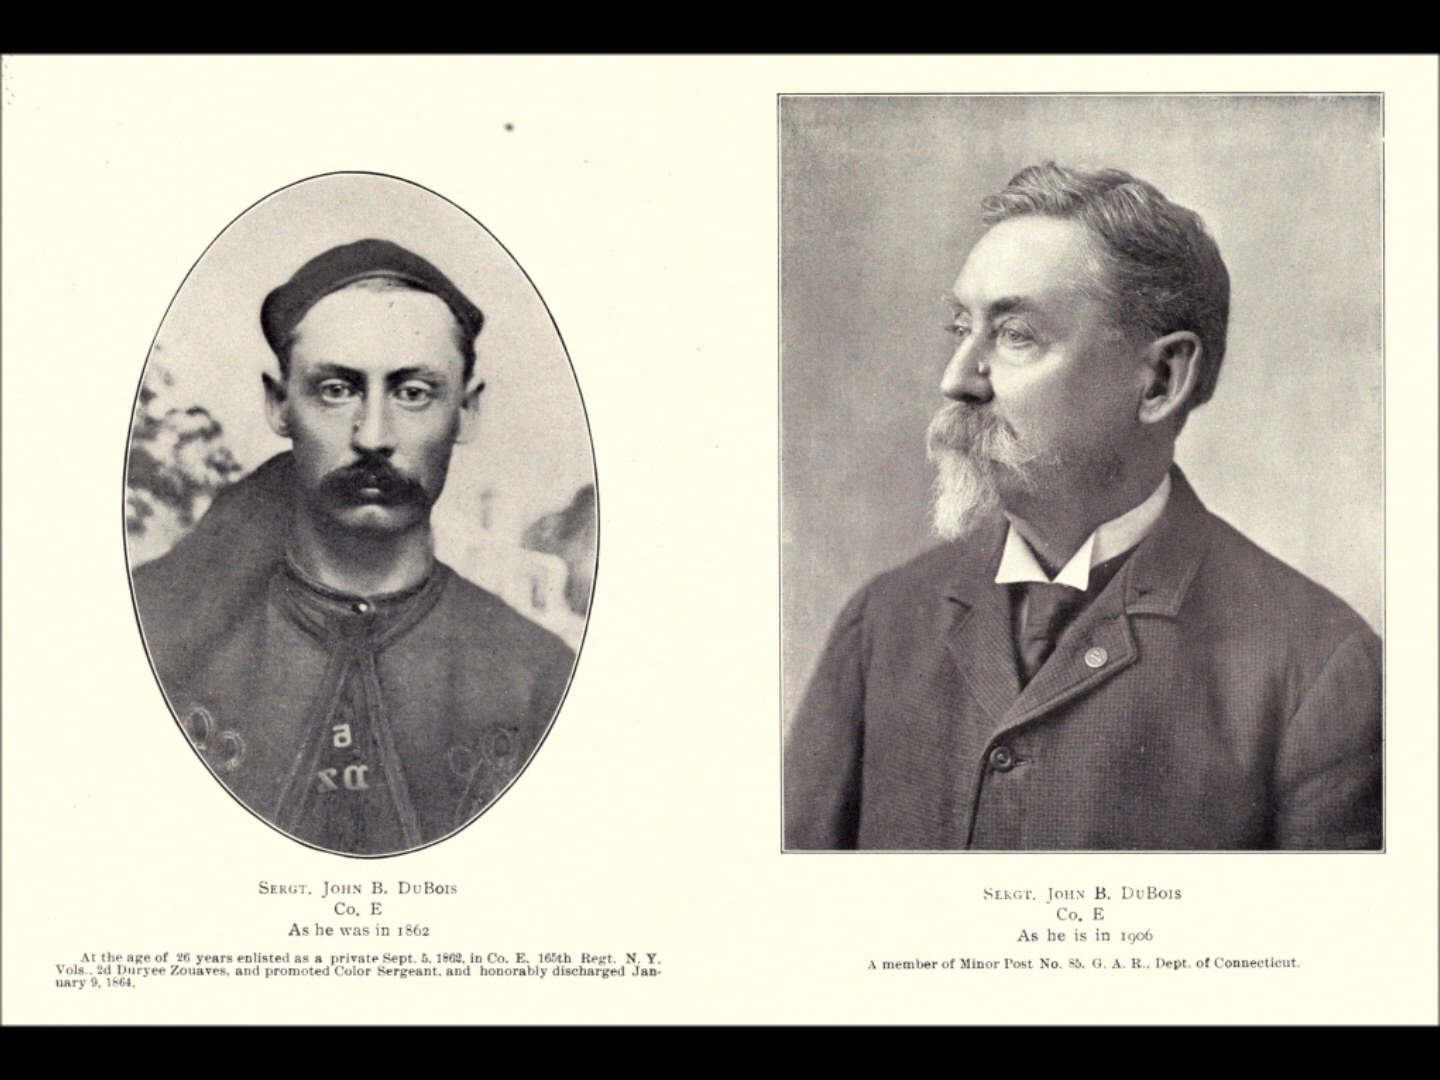 5
DZ
SERGT. JOHN B. DUBOIS
Co. E
As he was in 1862
At the age of 26 years enlisted as a private Sept. 5, 1862, in Co. E, 165th Regt. N. Y.
Vols., 2d Duryee Zouaves, and promoted Color Sergeant, and honorably discharged Jan-
uary 9, 1864.
SERGT. JOHN B. DUBOIS
Co. E
As he is in 1906
A member of Minor Post No. 85, G. A. R., Dept. of Connecticut.